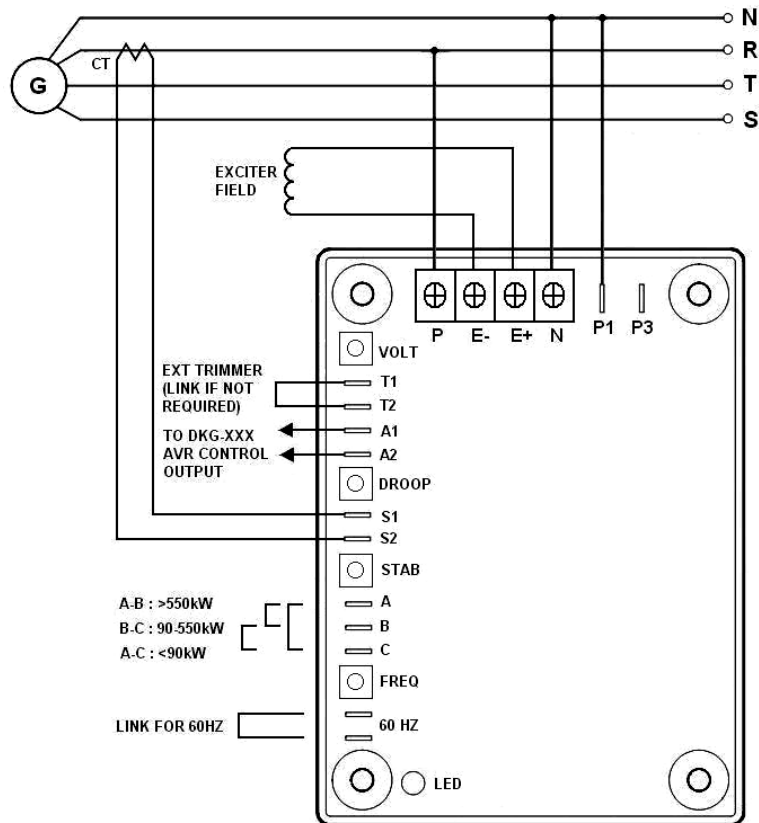 N
R
CT
G
T
S
EXCITER
FIELD
P E- E+ N P1 P3
VOLT
EXT TRIMMER
(LINK IF NOT
REQUIRED)
T1
T2
TO DKG-XXX
AVR CONTROL
OUTPUT
A1
A2
DROOP
S1
S2
STAB
A-B : >550kW
B-C : 90-550kW
A-C : <90kW
A
B
C
FREQ
LINK FOR 60HZ
60 HZ
LED